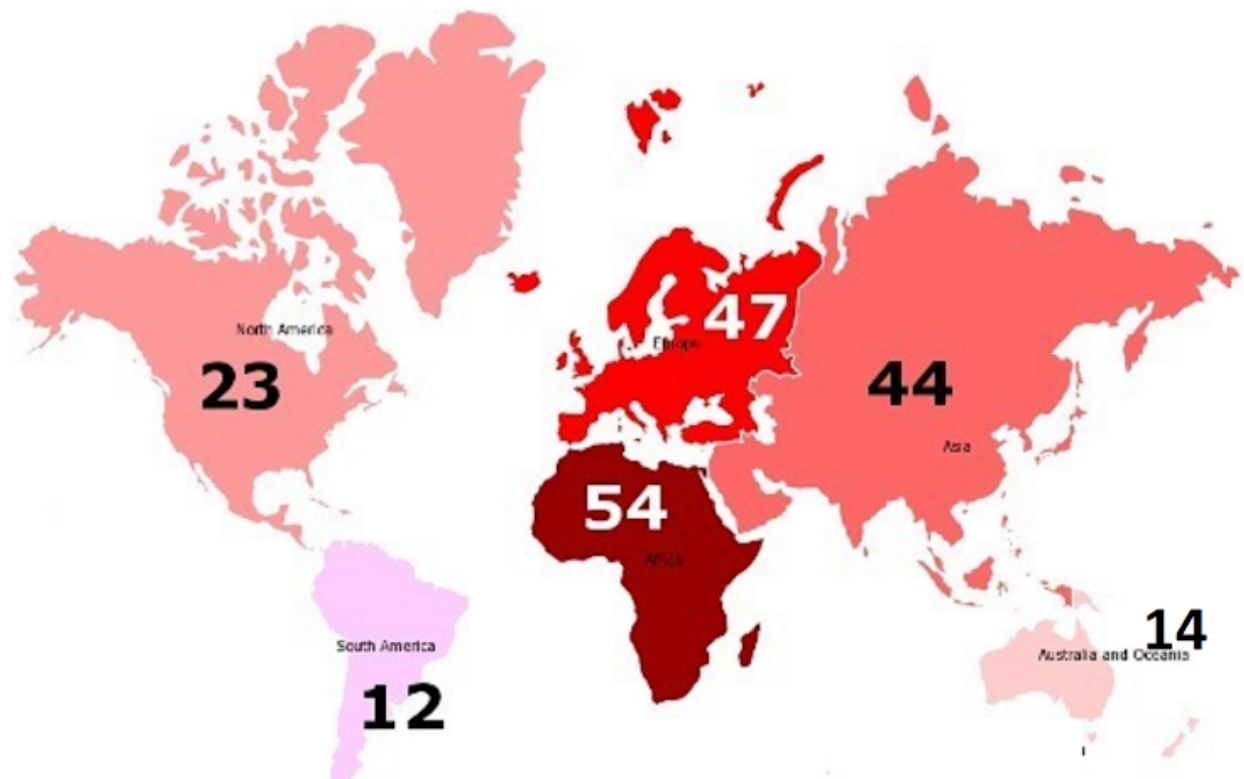 North America
23
47
Europe
44
Asia
54
Africa
South America
12
14
Australia and Oceania